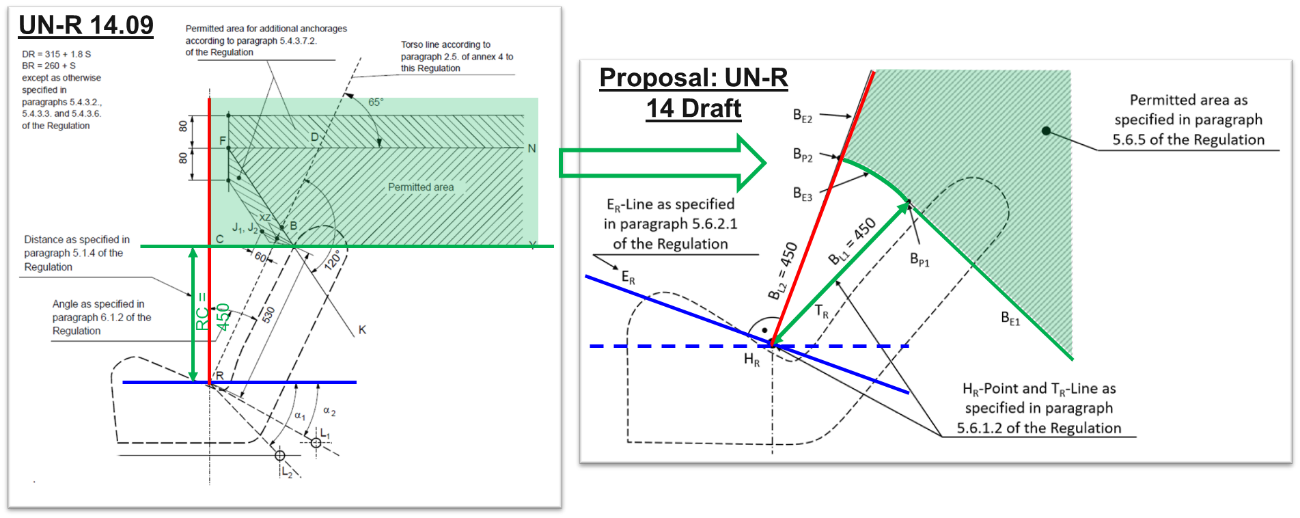 UN-R 14.09
DR = 315 + 1.8 S
BR = 260 + S
except as otherwise
specified in
paragraphs 5.4.3.2.,
5.4.3.3. and 5.4.3.6.
of the Regulation
Permitted area for additional anchorages
according to paragraph 5.4.3.7.2.
of the Regulation
Torso line according to
paragraph 2.5. of annex 4 to
this Regulation
65°
80
80
F
D
N
Permitted area
XZ
J1, J2
B
C
Y
60
120°
Distance as specified in
paragraph 5.1.4 of the
Regulation
Angle as specified in
paragraph 6.1.2 of the
Regulation
RC =
450
530
K
R
α1
α2
L1
L2
Proposal: UN-R
14 Draft
BE2
BP2
BE3
Permitted area as
specified in paragraph
5.6.5 of the Regulation
ER-Line as specified
in paragraph 5.6.2.1
of the Regulation
ER
BL2 = 450
BL1 = 450
TR
BP1
BE1
HR
HR-Point and TR-Line as
specified in paragraph
5.6.1.2 of the Regulation